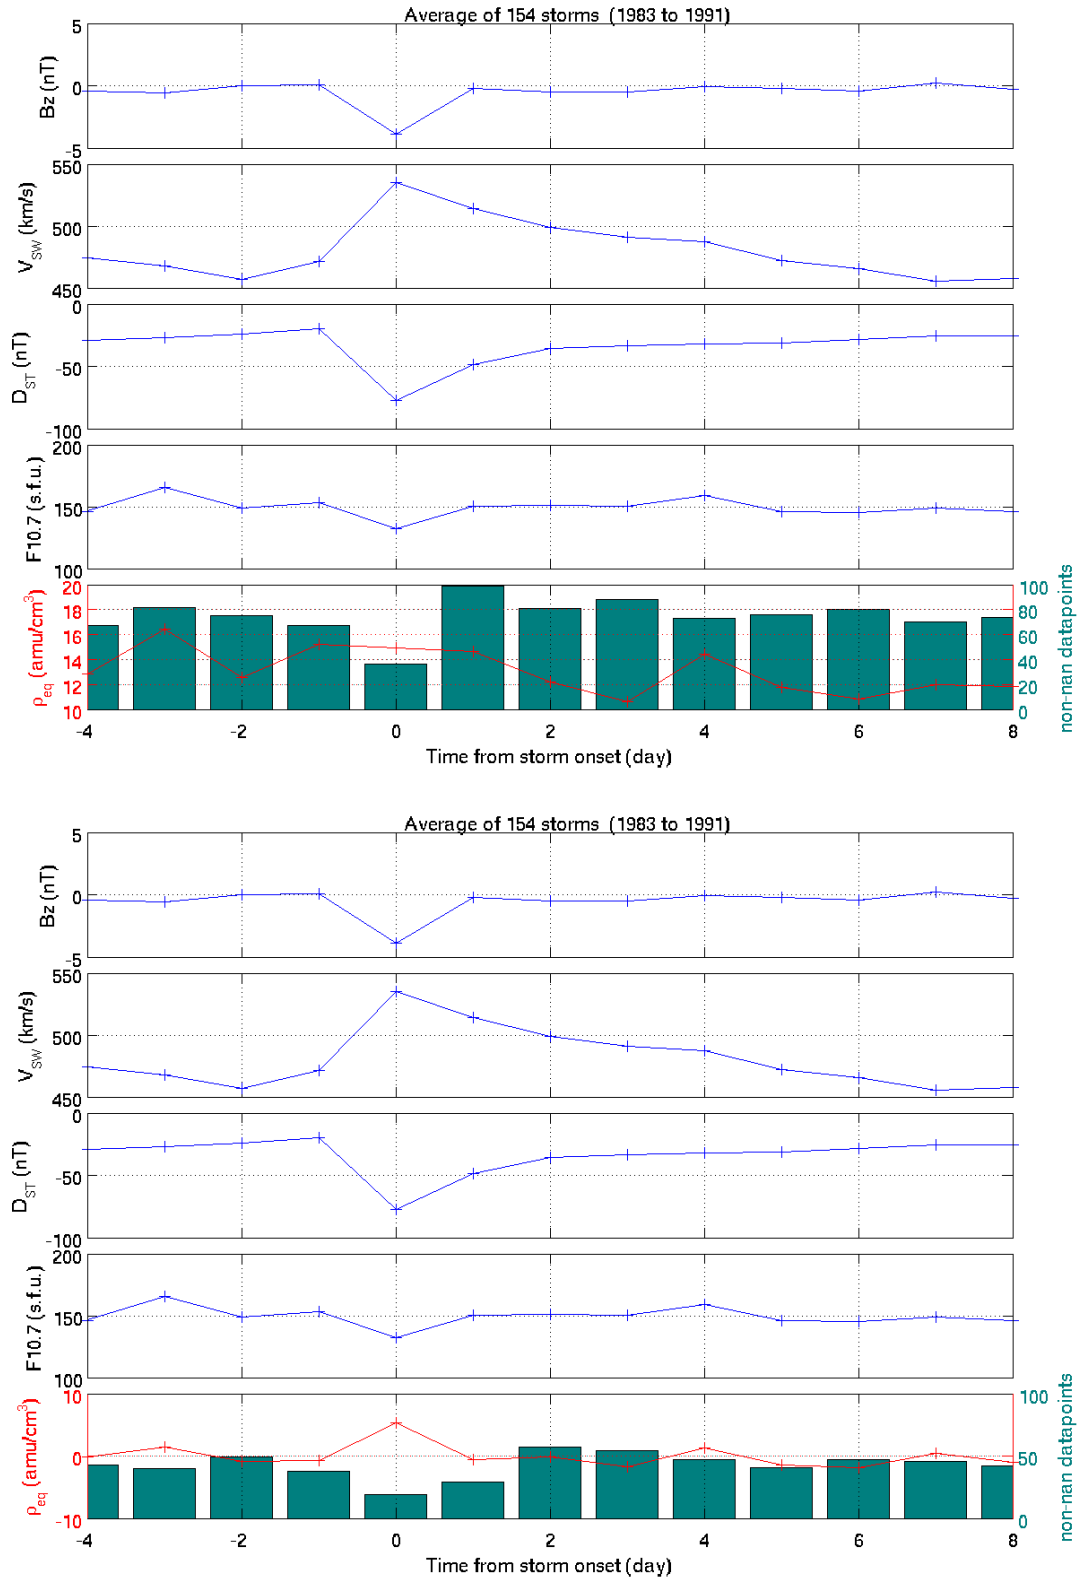 Average of 154 storms (1983 to 1991)
5
0
-5
Bz (nT)
550
500
450
V_SW (km/s)
0
-50
-100
D_ST (nT)
200
150
100
F10.7 (s.f.u.)
20
18
16
14
12
10
ρ_eq (amu/cm^3)
100
80
60
40
20
0
non-nan datapoints
-4 -2 0 2 4 6 8
Time from storm onset (day)
Average of 154 storms (1983 to 1991)
5
0
-5
Bz (nT)
550
500
450
V_SW (km/s)
0
-50
-100
D_ST (nT)
200
150
100
F10.7 (s.f.u.)
10
0
-10
ρ_eq (amu/cm^3)
100
50
0
non-nan datapoints
-4 -2 0 2 4 6 8
Time from storm onset (day)